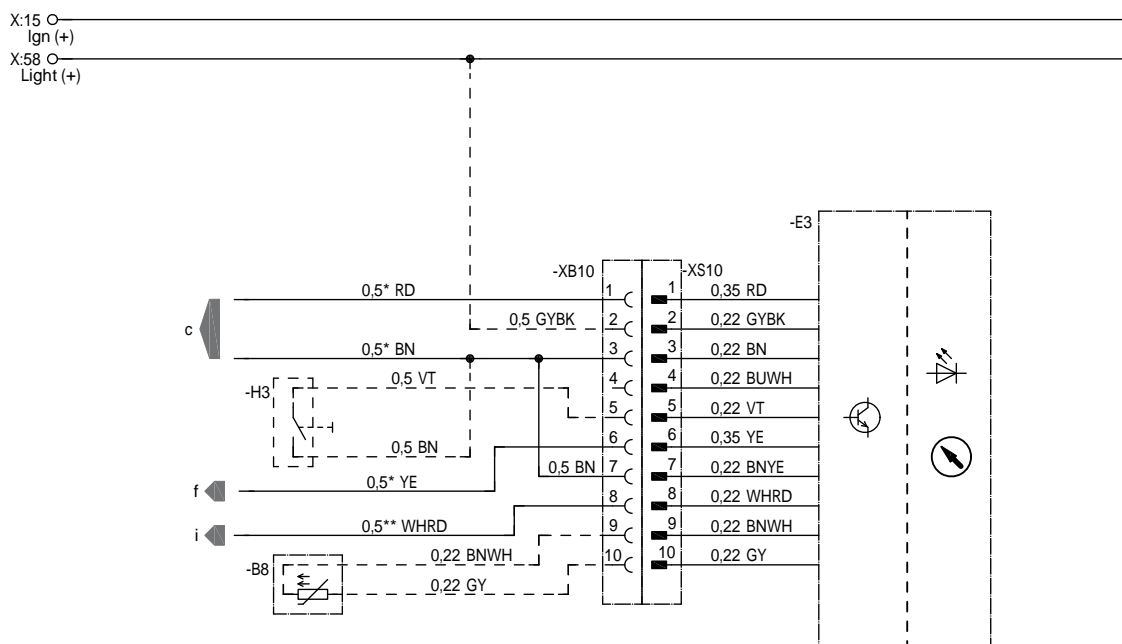 X:15
Ign (+)
X:58
Light (+)
-E3
-XB10 -XS10
0,5* RD 1 1 0,35 RD
c 0,5 GYBK 2 2 0,22 GYBK
0,5* BN 3 3 0,22 BN
-H3 0,5 VT 4 4 0,22 BUWH
5 5 0,22 VT
0,5 BN 6 6 0,35 YE
0,5 BN 7 7 0,22 BNYE
f 0,5* YE 8 8 0,22 WHRD
i 0,5** WHRD 9 9 0,22 BNWH
-B8 0,22 BNWH 10 10 0,22 GY
0,22 GY